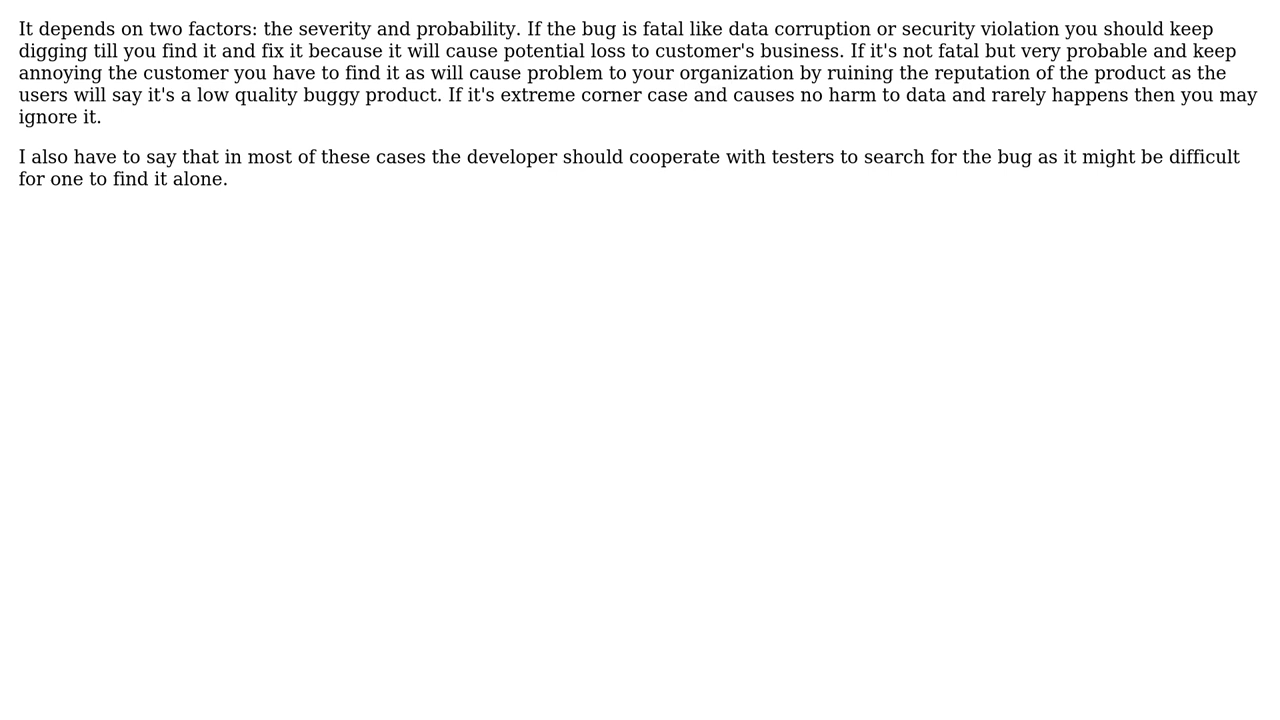 It depends on two factors: the severity and probability. If the bug is fatal like data corruption or security violation you should keep
digging till you find it and fix it because it will cause potential loss to customer's business. If it's not fatal but very probable and keep
annoying the customer you have to find it as will cause problem to your organization by ruining the reputation of the product as the
users will say it's a low quality buggy product. If it's extreme corner case and causes no harm to data and rarely happens then you may
ignore it.
I also have to say that in most of these cases the developer should cooperate with testers to search for the bug as it might be difficult
for one to find it alone.